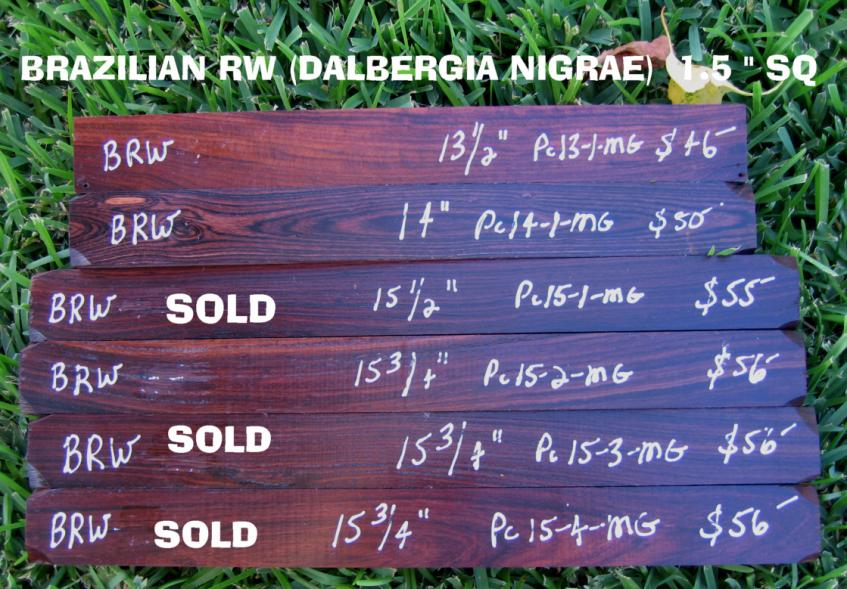 BRAZILIAN RW (DALBERGIA NIGRAE) 1.5 " SQ
BRW 13 1/2" Pc13-1-MG $46-
BRW 14" Pc14-1-MG $50-
BRW SOLD 15 1/2" Pc15-1-MG $55-
BRW 15 3/4" Pc15-2-MG $56-
BRW SOLD 15 3/4" Pc15-3-MG $56-
BRW SOLD 15 3/4" Pc15-4-MG $56-